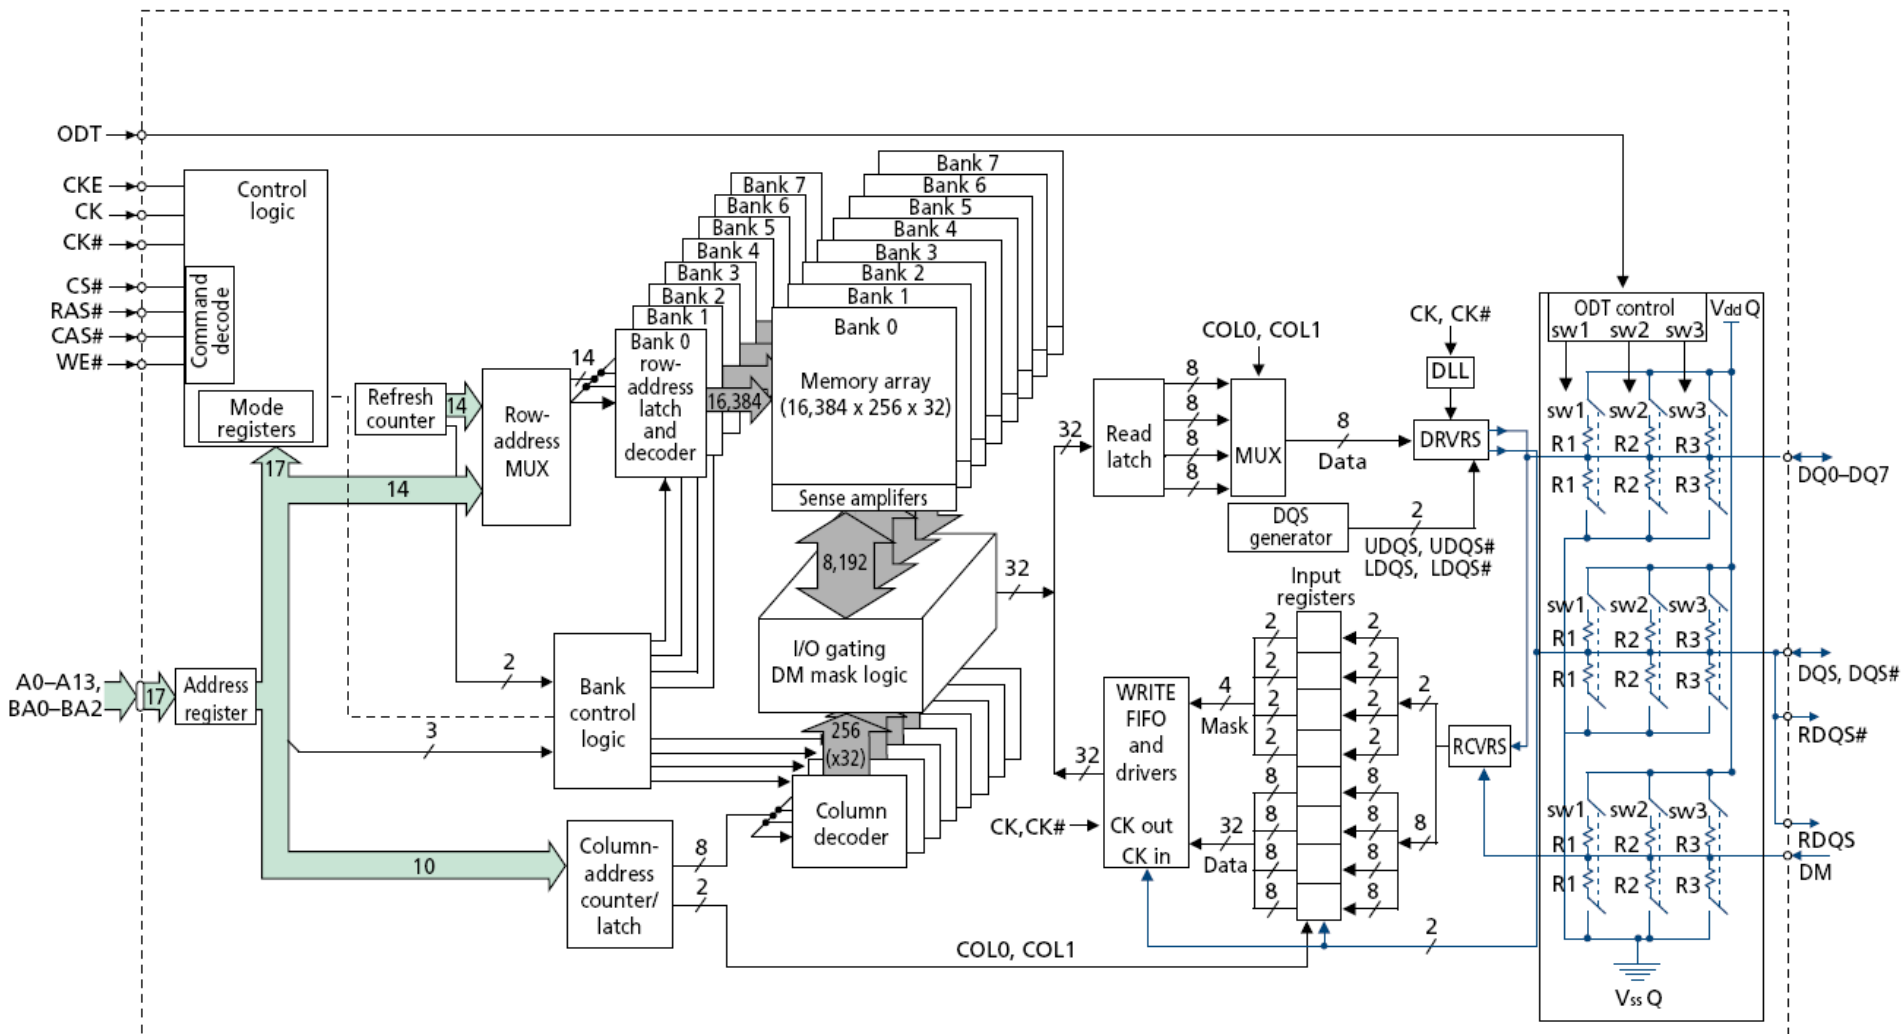 ODT
CKE
CK
CK#
CS#
RAS#
CAS#
WE#
Control
logic
Command
decode
Mode
registers
17
14
Refresh
counter
14
Row-
address
MUX
14
Bank 7
Bank 6
Bank 5
Bank 4
Bank 3
Bank 2
Bank 1
Bank 0
row-
address
latch
and
decoder
16,384
Bank 7
Bank 6
Bank 5
Bank 4
Bank 3
Bank 2
Bank 1
Bank 0
Memory array
(16,384 x 256 x 32)
Sense amplifers
8,192
I/O gating
DM mask logic
256
(x32)
Column
decoder
A0–A13,
BA0–BA2
17
Address
register
2
3
Bank
control
logic
10
Column-
address
counter/
latch
8
2
COL0, COL1
32
32
32
Read
latch
8
8
8
8
COL0, COL1
MUX
8
Data
CK, CK#
DLL
DRVRS
DQS
generator
2
UDQS, UDQS#
LDQS, LDQS#
Input
registers
2
2
2
2
8
8
8
8
2
2
2
2
8
8
8
8
4
Mask
32
Data
WRITE
FIFO
and
drivers
CK out
CK in
CK,CK#
2
8
RCVRS
2
ODT control
sw1 sw2 sw3
Vdd Q
sw1 sw2 sw3
R1 R2 R3
R1 R2 R3
sw1 sw2 sw3
R1 R2 R3
R1 R2 R3
sw1 sw2 sw3
R1 R2 R3
R1 R2 R3
Vss Q
DQ0–DQ7
DQS, DQS#
RDQS#
RDQS
DM